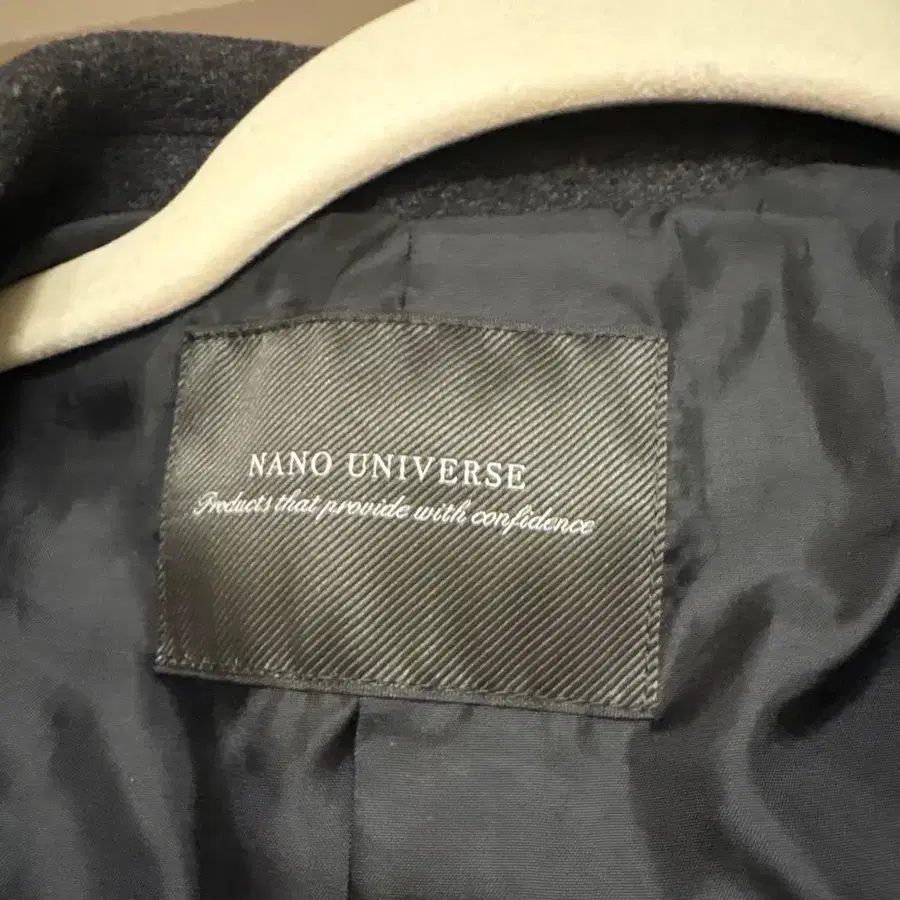 NANO UNIVERSE
Products that provide with confidence